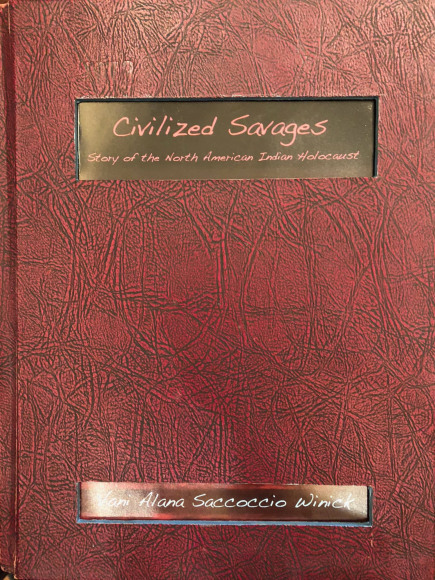 Civilized Savages
Story of the North American Indian Holocaust
Alana Saccoccio Winick